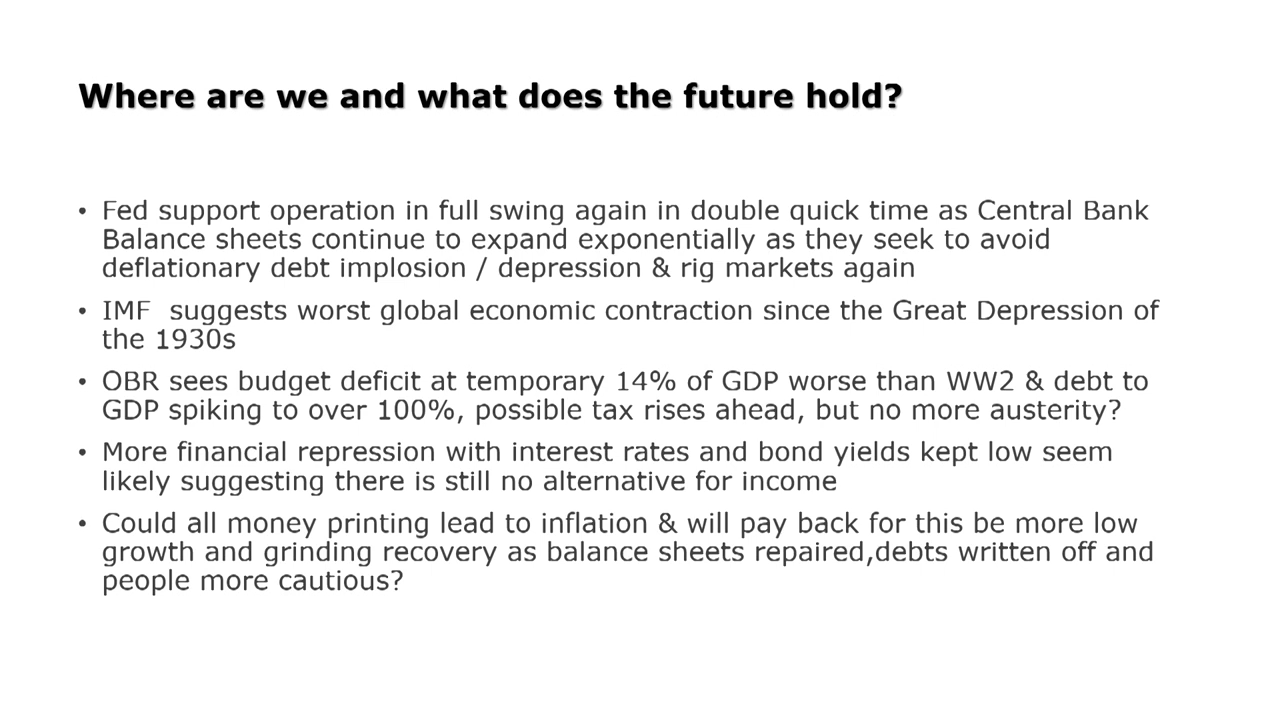 Where are we and what does the future hold?
• Fed support operation in full swing again in double quick time as Central Bank
Balance sheets continue to expand exponentially as they seek to avoid
deflationary debt implosion / depression & rig markets again
• IMF  suggests worst global economic contraction since the Great Depression of
the 1930s
• OBR sees budget deficit at temporary 14% of GDP worse than WW2 & debt to
GDP spiking to over 100%, possible tax rises ahead, but no more austerity?
• More financial repression with interest rates and bond yields kept low seem
likely suggesting there is still no alternative for income
• Could all money printing lead to inflation & will pay back for this be more low
growth and grinding recovery as balance sheets repaired,debts written off and
people more cautious?